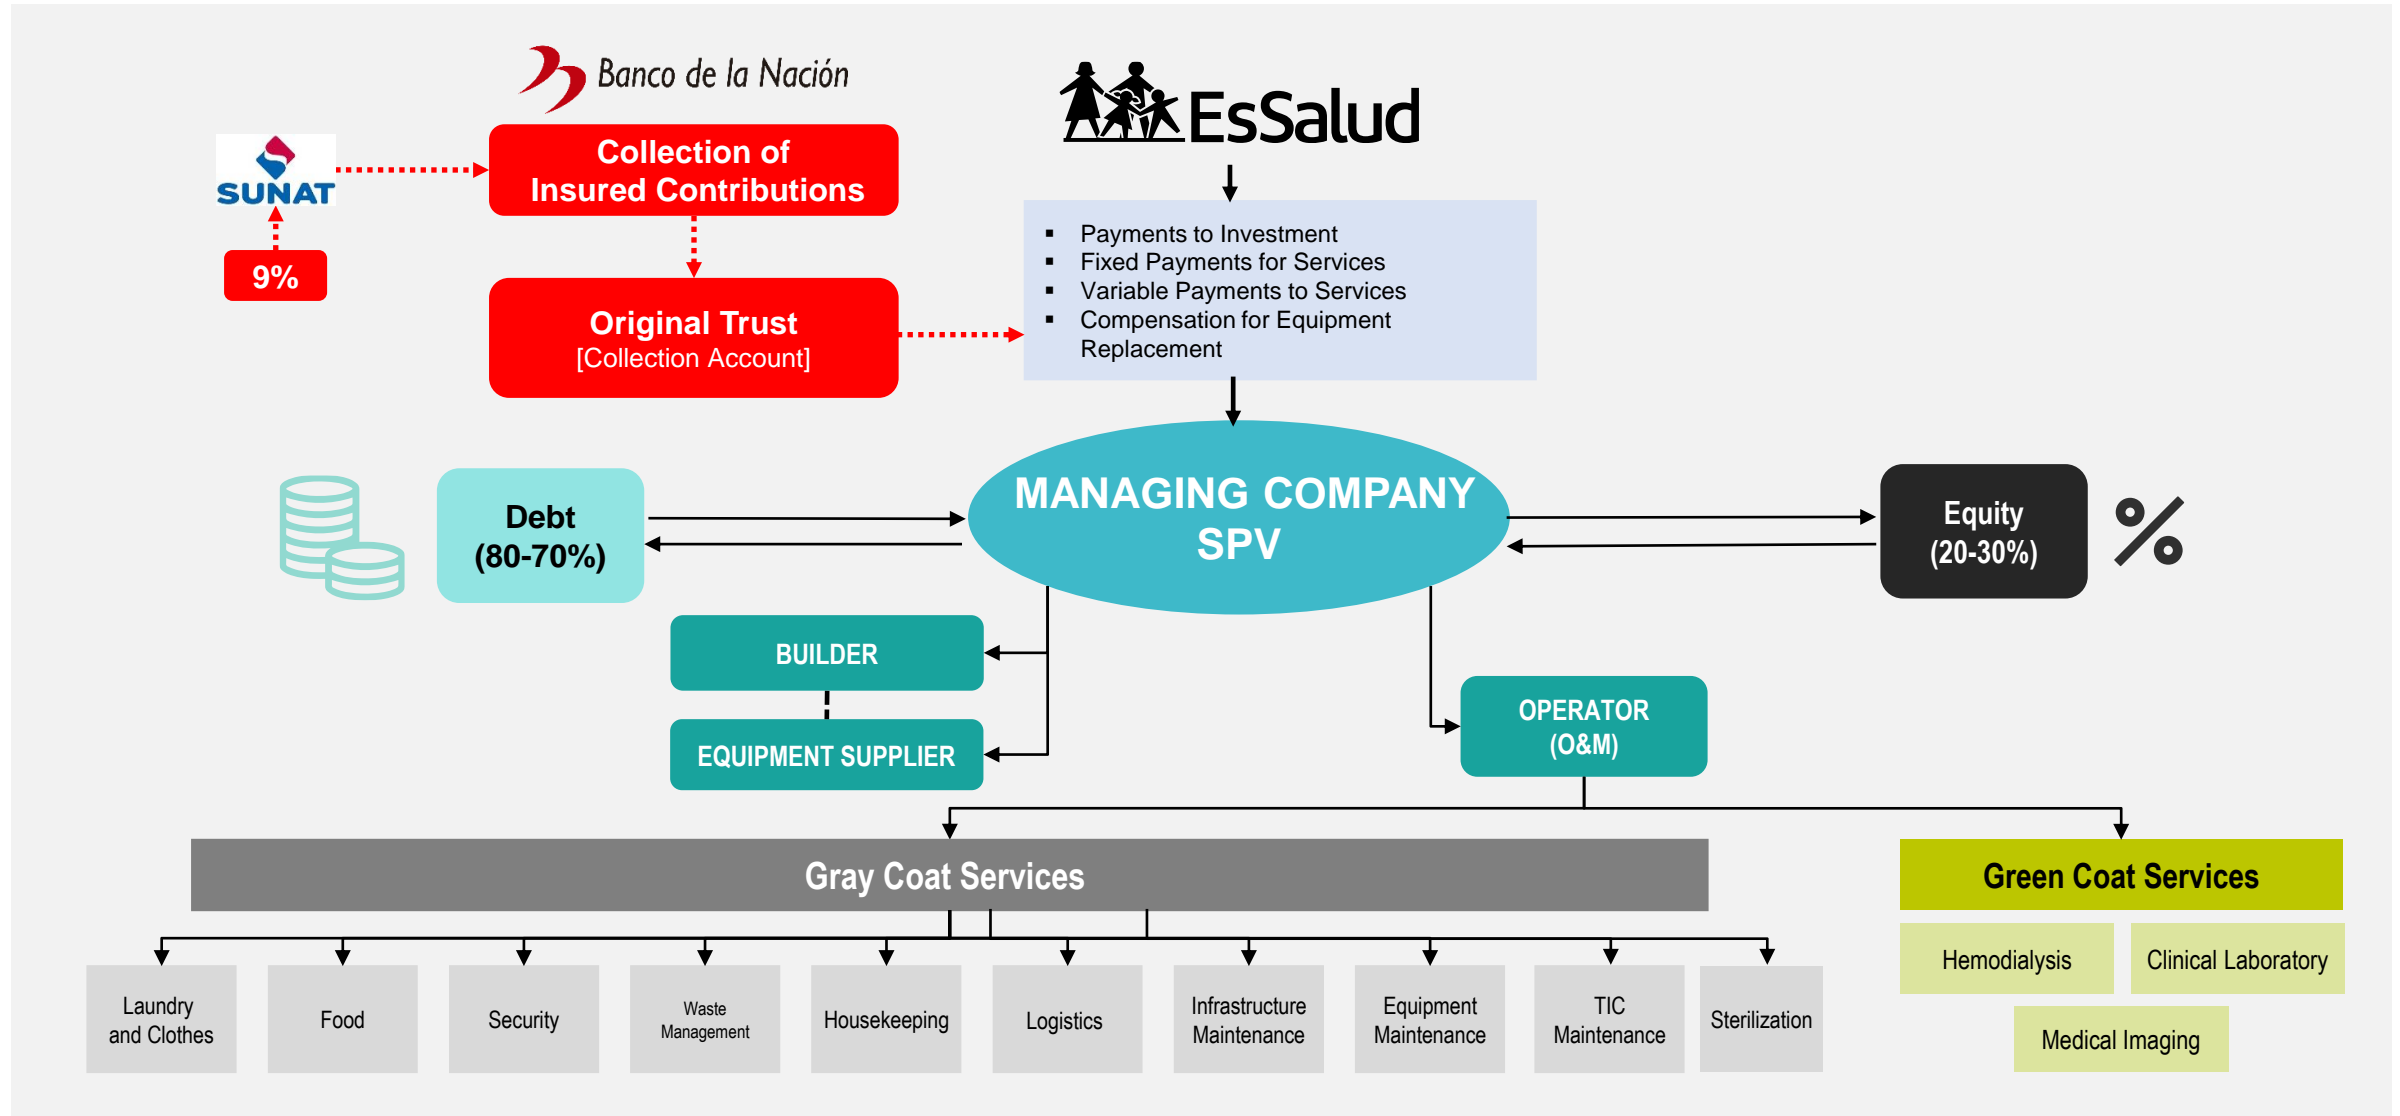 Banco de la Nación
EsSalud
SUNAT
Collection of
Insured Contributions
9%
▪ Payments to Investment
▪ Fixed Payments for Services
▪ Variable Payments to Services
▪ Compensation for Equipment
Replacement
Original Trust
[Collection Account]
Debt
(80-70%)
MANAGING COMPANY
SPV
Equity
(20-30%)
%
BUILDER
EQUIPMENT SUPPLIER
OPERATOR
(O&M)
Gray Coat Services
Green Coat Services
Laundry
and Clothes
Food
Security
Waste
Management
Housekeeping
Logistics
Infrastructure
Maintenance
Equipment
Maintenance
TIC
Maintenance
Sterilization
Hemodialysis
Clinical Laboratory
Medical Imaging